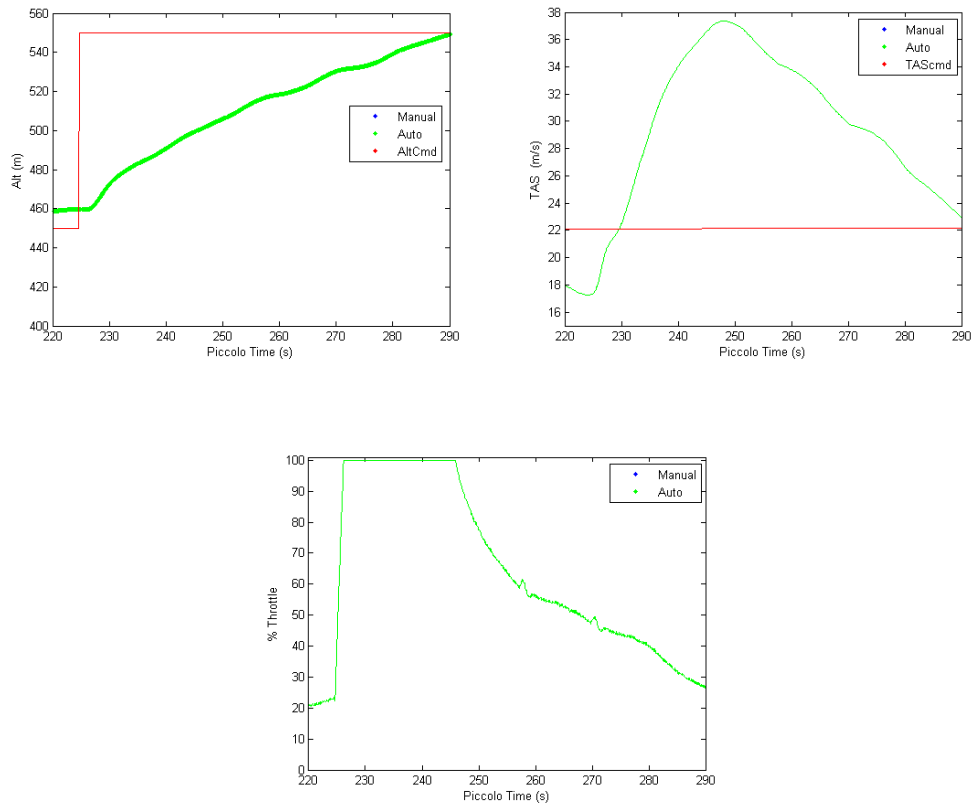 560
540
520
500
480
460
440
420
400
Alt (m)
220 230 240 250 260 270 280 290
Piccolo Time (s)
Manual
Auto
AltCmd
38
36
34
32
30
28
26
24
22
20
18
16
TAS (m/s)
220 230 240 250 260 270 280 290
Piccolo Time (s)
Manual
Auto
TAScmd
100
90
80
70
60
50
40
30
20
10
0
% Throttle
220 230 240 250 260 270 280 290
Piccolo Time (s)
Manual
Auto